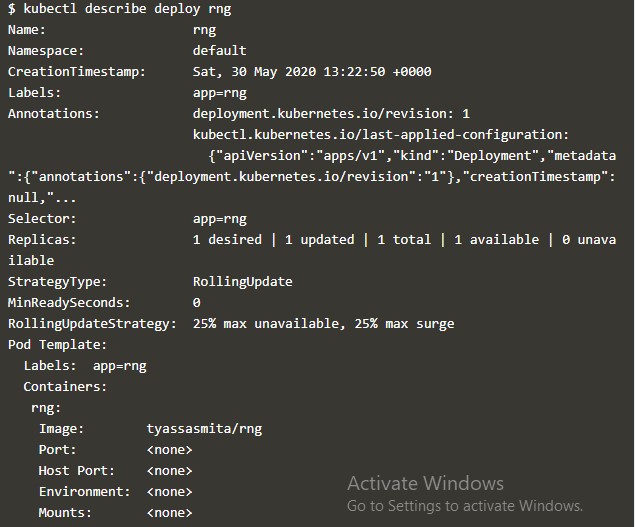 $ kubectl describe deploy rng
Name:                   rng
Namespace:              default
CreationTimestamp:      Sat, 30 May 2020 13:22:50 +0000
Labels:                 app=rng
Annotations:            deployment.kubernetes.io/revision: 1
                        kubectl.kubernetes.io/last-applied-configuration:
                          {"apiVersion":"apps/v1","kind":"Deployment","metadata
":{"annotations":{"deployment.kubernetes.io/revision":"1"},"creationTimestamp":
null,"...
Selector:               app=rng
Replicas:               1 desired | 1 updated | 1 total | 1 available | 0 unava
ilable
StrategyType:           RollingUpdate
MinReadySeconds:        0
RollingUpdateStrategy:  25% max unavailable, 25% max surge
Pod Template:
  Labels:  app=rng
  Containers:
   rng:
    Image:        tyassasmita/rng
    Port:         <none>
    Host Port:    <none>
    Environment:  <none>
    Mounts:       <none>
Activate Windows
Go to Settings to activate Windows.